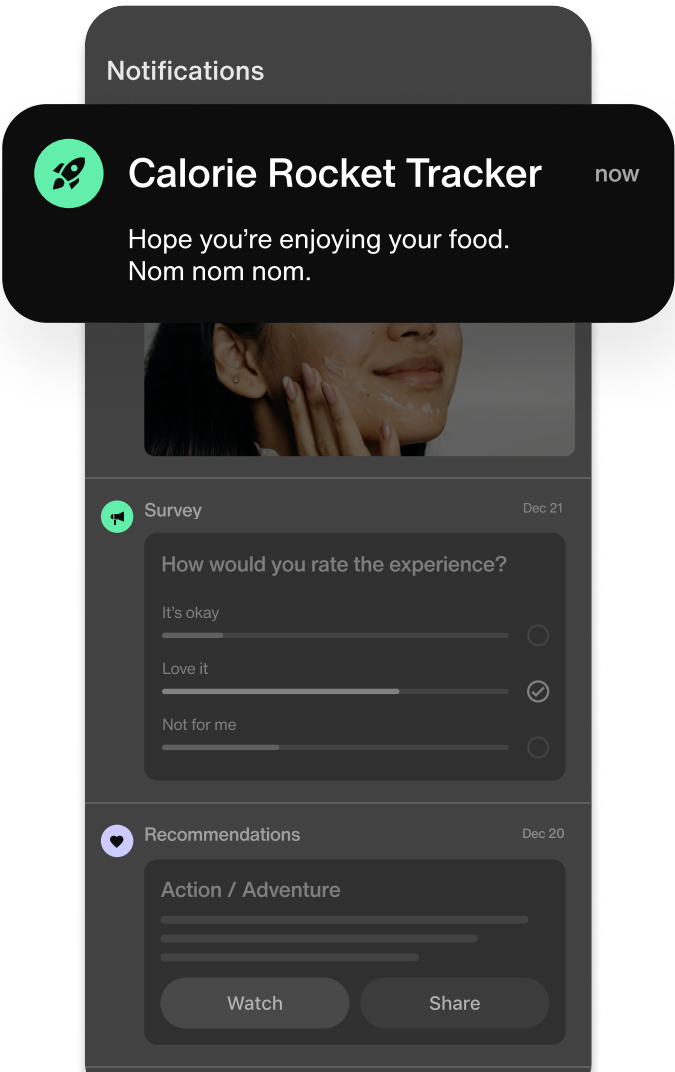 Notifications
Calorie Rocket Tracker
now
Hope you’re enjoying your food.
Nom nom nom.
Survey
Dec 21
How would you rate the experience?
It’s okay
Love it
Not for me
Recommendations
Dec 20
Action / Adventure
Watch
Share